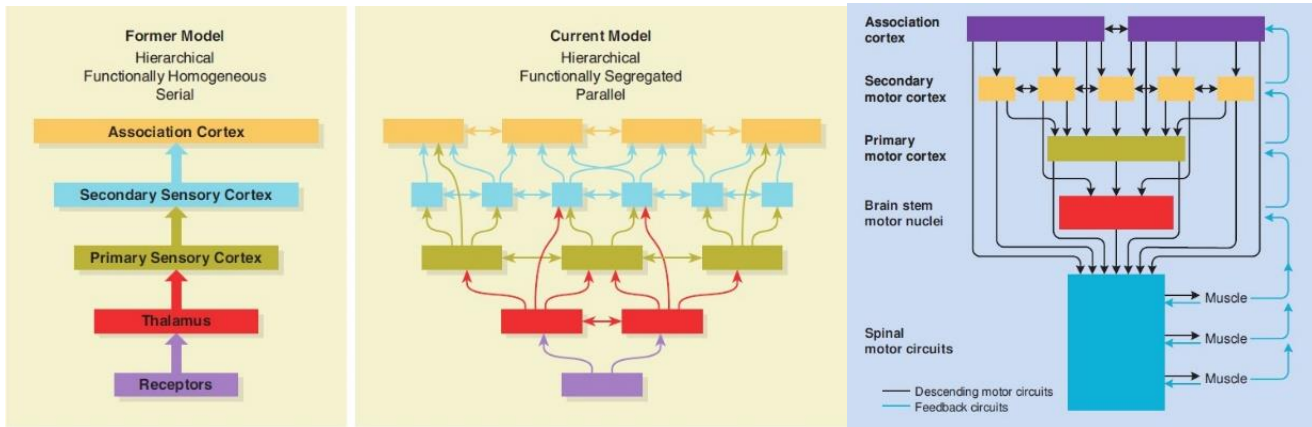 Former Model
Hierarchical
Functionally Homogeneous
Serial
Association Cortex
Secondary Sensory Cortex
Primary Sensory Cortex
Thalamus
Receptors
Current Model
Hierarchical
Functionally Segregated
Parallel
Association
cortex
Secondary
motor cortex
Primary
motor cortex
Brain stem
motor nuclei
Spinal
motor circuits
Muscle
Muscle
Muscle
Descending motor circuits
Feedback circuits